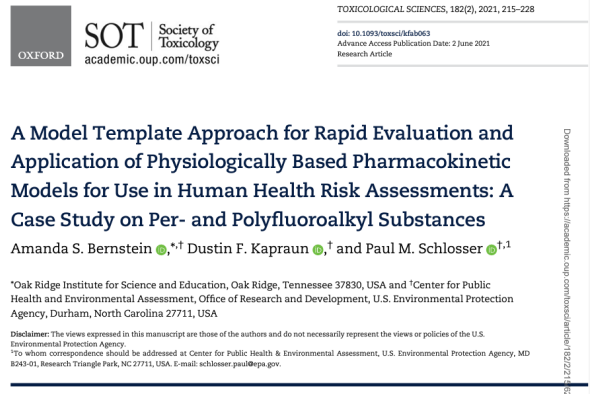 OXFORD
SOT
Society of
Toxicology
academic.oup.com/toxsci
TOXICOLOGICAL SCIENCES, 182(2), 2021, 215–228
doi: 10.1093/toxsci/kfab063
Advance Access Publication Date: 2 June 2021
Research Article
A Model Template Approach for Rapid Evaluation and
Application of Physiologically Based Pharmacokinetic
Models for Use in Human Health Risk Assessments: A
Case Study on Per- and Polyfluoroalkyl Substances
Amanda S. Bernstein iD,*,† Dustin F. Kapraun iD,† and Paul M. Schlosser iD†,1
*Oak Ridge Institute for Science and Education, Oak Ridge, Tennessee 37830, USA and †Center for Public
Health and Environmental Assessment, Office of Research and Development, U.S. Environmental Protection
Agency, Durham, North Carolina 27711, USA
Disclaimer: The views expressed in this manuscript are those of the authors and do not necessarily represent the views or policies of the U.S.
Environmental Protection Agency.
1To whom correspondence should be addressed at Center for Public Health & Environmental Assessment, U.S. Environmental Protection Agency, MD
B243-01, Research Triangle Park, NC 27711, USA. E-mail: schlosser.paul@epa.gov.
Downloaded from https://academic.oup.com/toxsci/article/182/2/215/62